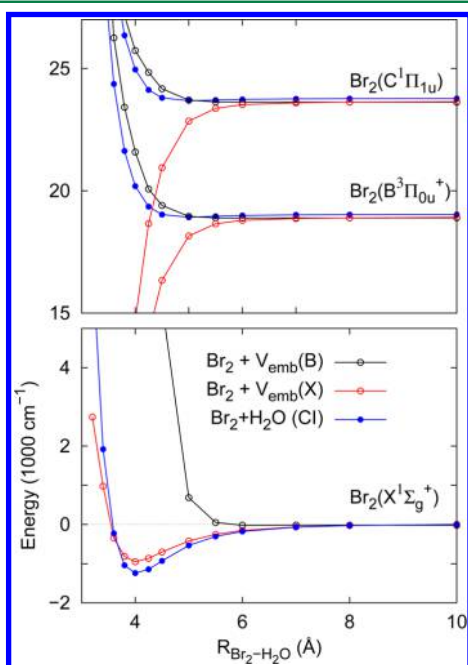 25
Br₂(C¹Π₁ᵤ)
20
Br₂(B³Π₀ᵤ⁺)
15
4
Br₂ + Vₑₘb(B)
Br₂ + Vₑₘb(X)
2
Br₂+H₂O (CI)
Br₂(X¹Σg⁺)
0
−2
4 6 8 10
Energy (1000 cm⁻¹)
R Br₂−H₂O (Å)